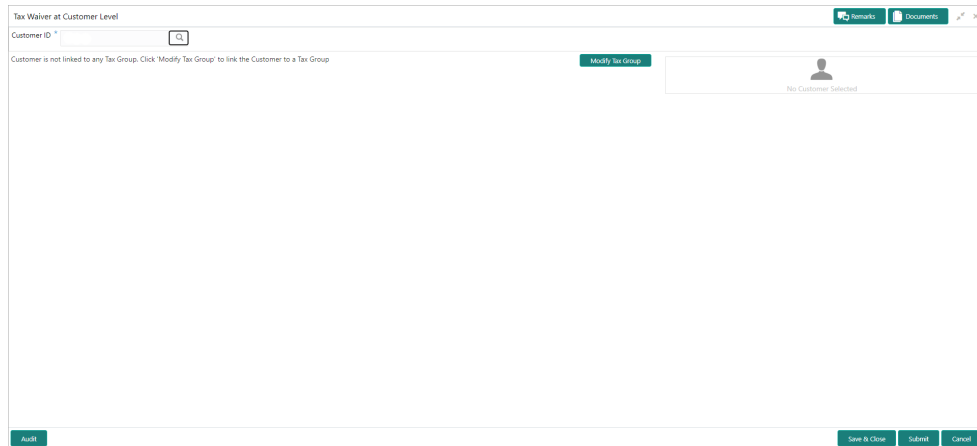 Tax Waiver at Customer Level
Remarks
Documents
Customer ID *
Customer is not linked to any Tax Group. Click 'Modify Tax Group' to link the Customer to a Tax Group
Modify Tax Group
No Customer Selected
Audit
Save & Close
Submit
Cancel